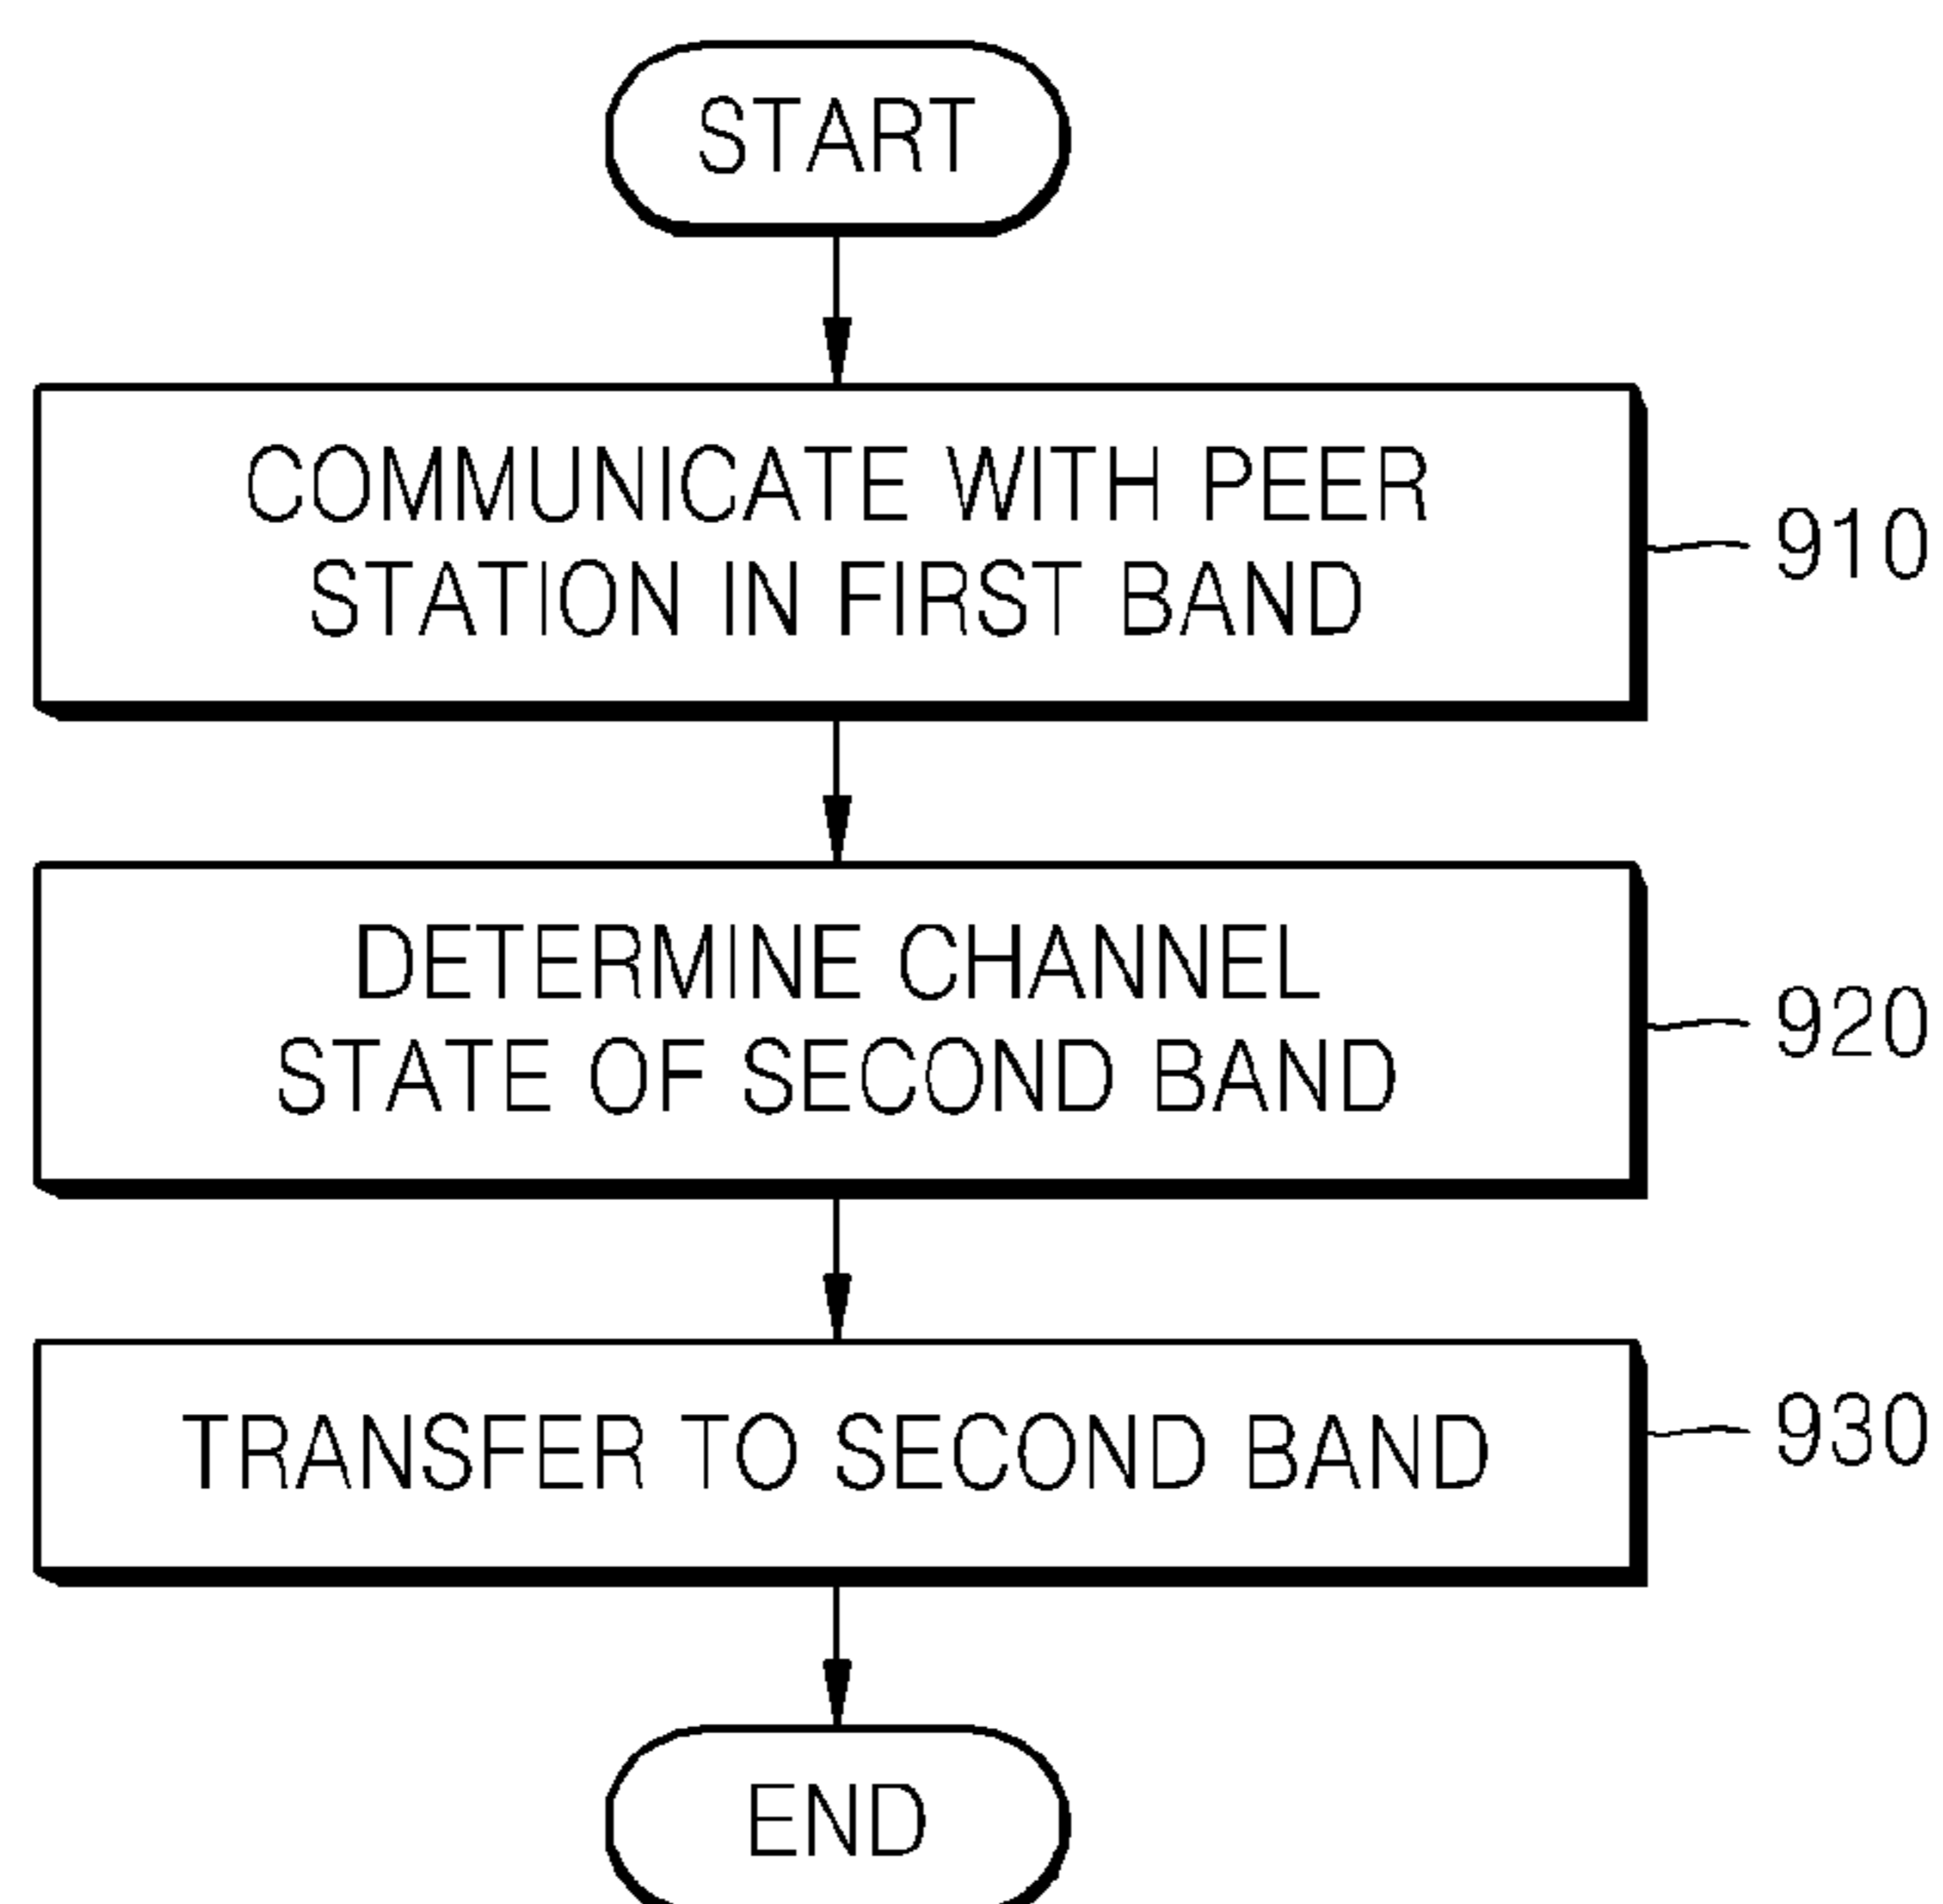 START
COMMUNICATE WITH PEER
STATION IN FIRST BAND
910
DETERMINE CHANNEL
STATE OF SECOND BAND
920
TRANSFER TO SECOND BAND
930
END